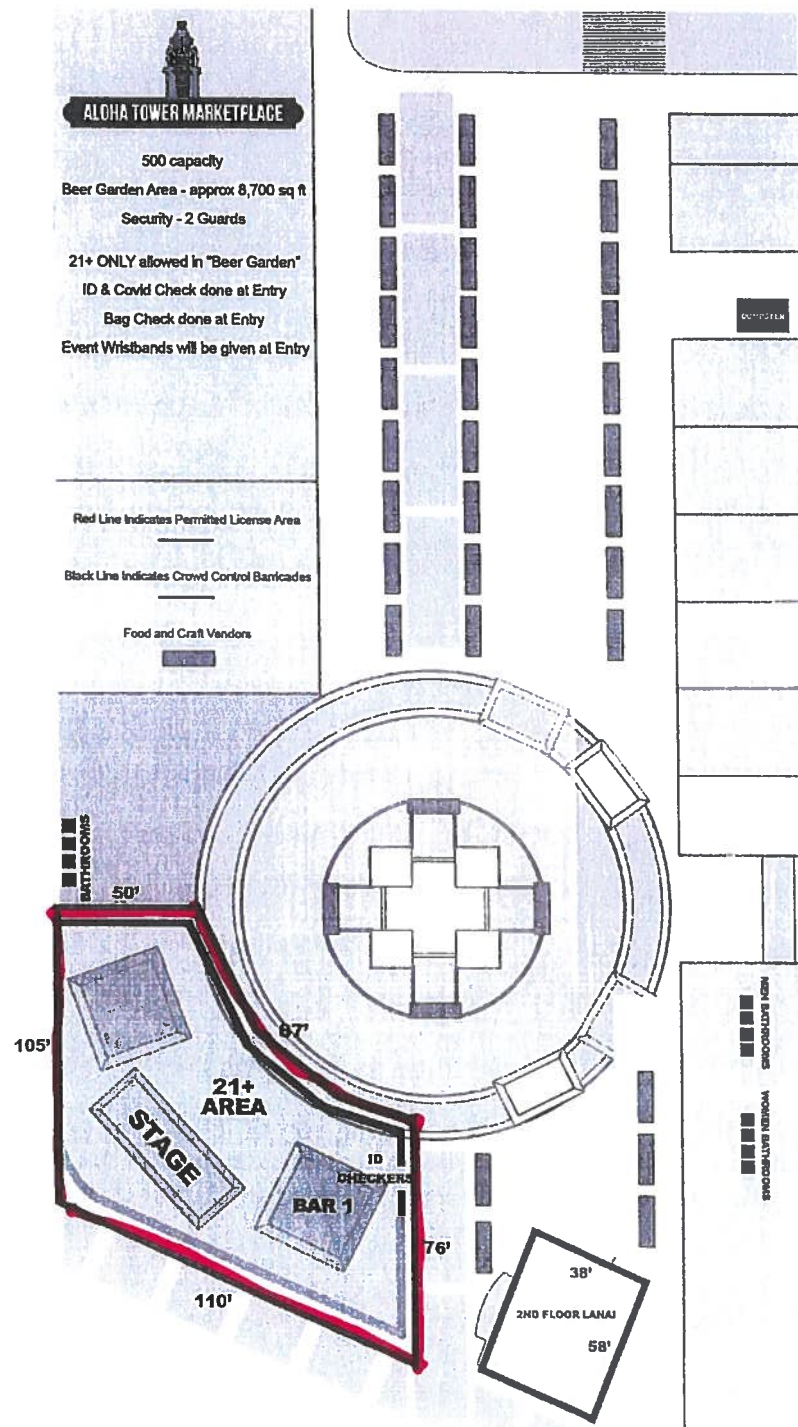 ALOHA TOWER MARKETPLACE
500 capacity
Beer Garden Area - approx 8,700 sq ft
Security - 2 Guards
21+ ONLY allowed in "Beer Garden"
ID & Covid Check done at Entry
Bag Check done at Entry
Event Wristbands will be given at Entry
Red Line Indicates Permitted License Area
Black Line Indicates Crowd Control Barricades
Food and Craft Vendors
DUMPSTER
BATHROOMS
50'
105'
87'
21+
AREA
STAGE
ID
CHECKERS
BAR 1
76'
110'
MEN BATHROOMS
WOMEN BATHROOMS
38'
2ND FLOOR LANAI
58'